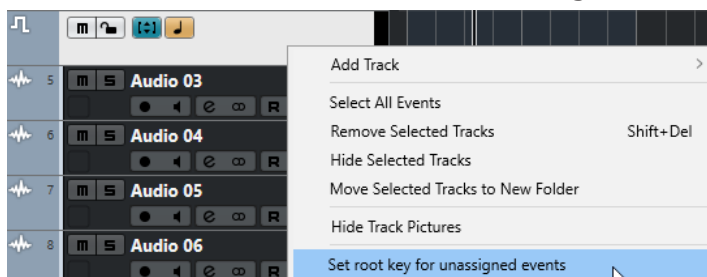 m
Add Track >
5 m S Audio 03
e R
Select All Events
6 m S Audio 04
Remove Selected Tracks Shift+Del
e R
Hide Selected Tracks
7 m S Audio 05
Move Selected Tracks to New Folder
e R
Hide Track Pictures
8 m S Audio 06
Set root key for unassigned events
e R